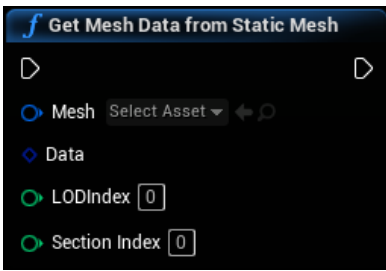 f Get Mesh Data from Static Mesh
Mesh Select Asset
Data
LODIndex 0
Section Index 0